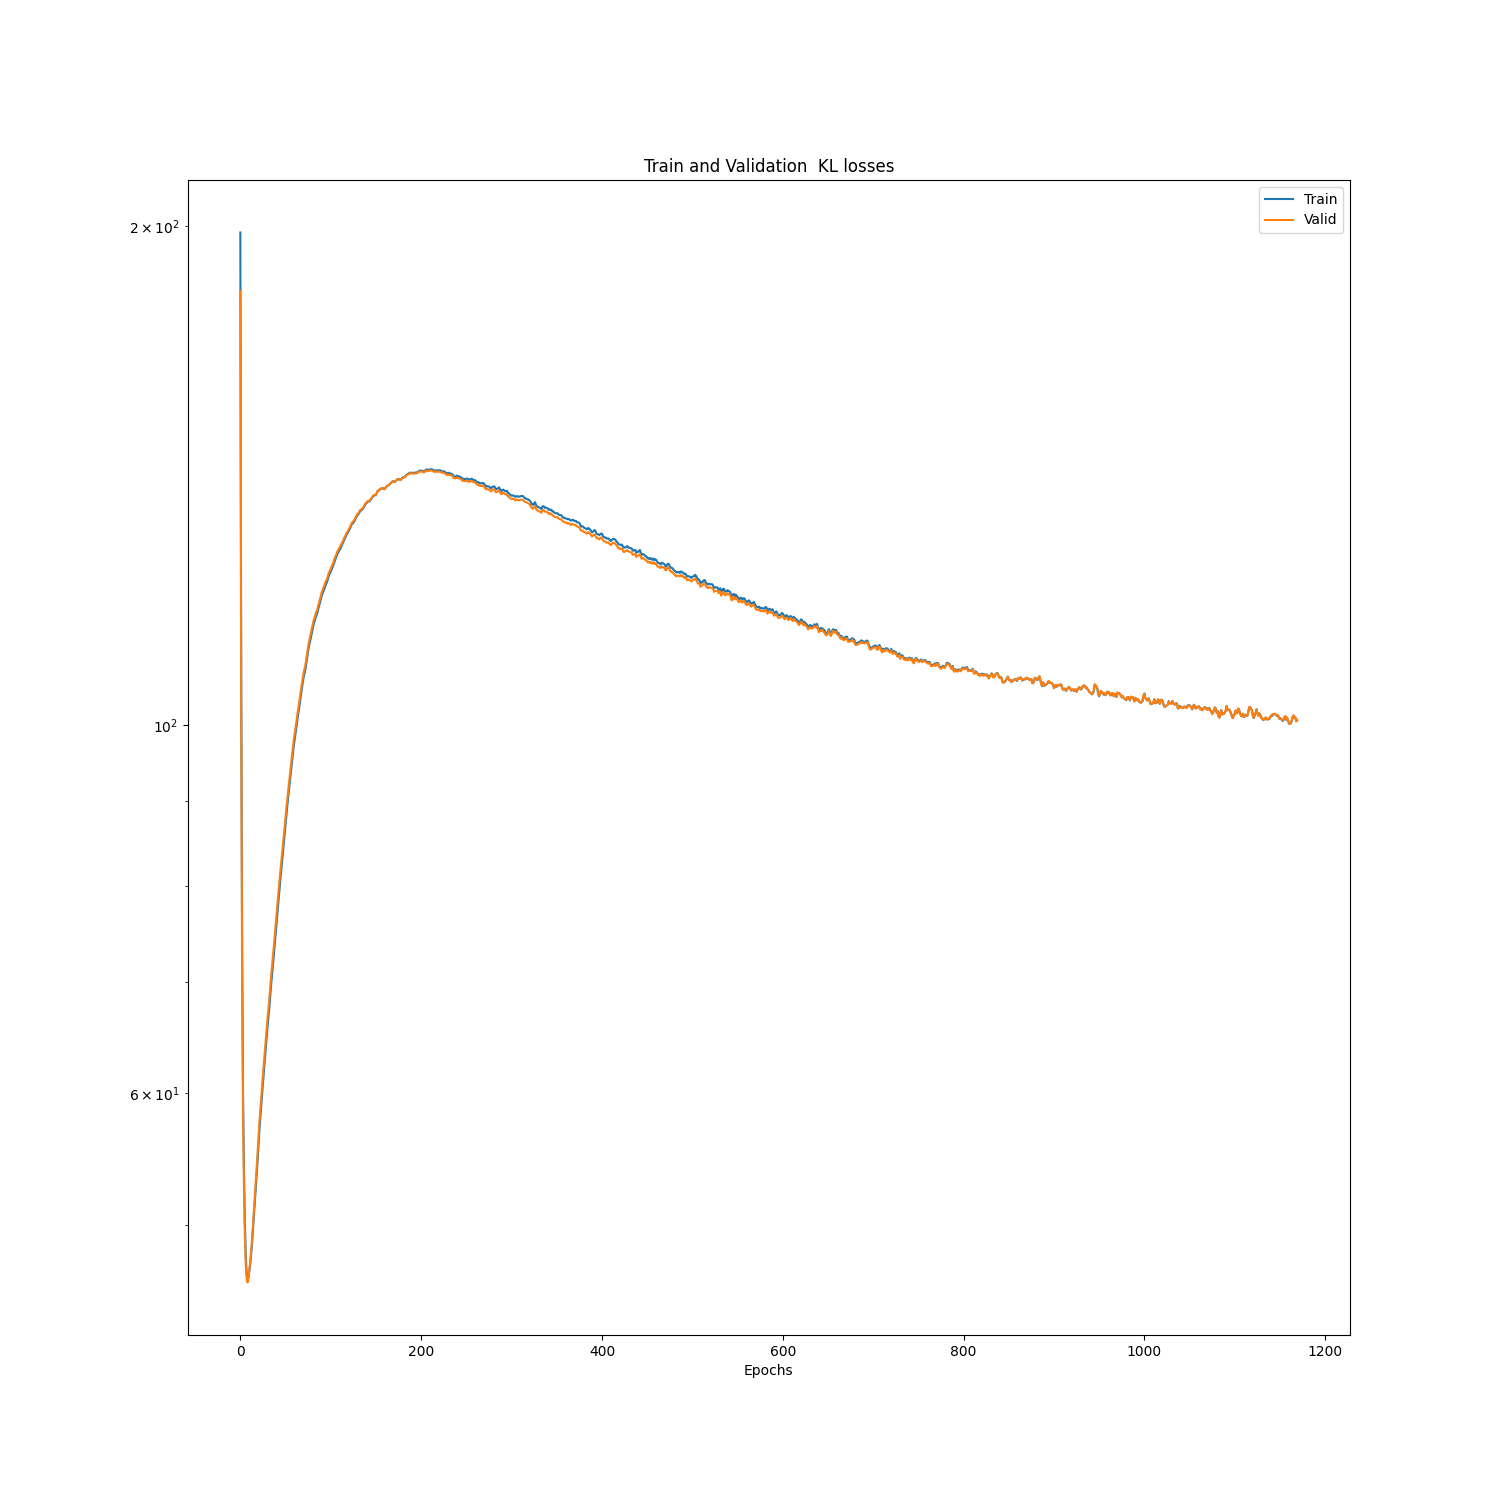 Train and Validation  KL losses
Train
Valid
2 × 10²
10²
6 × 10¹
0 200 400 600 800 1000 1200
Epochs